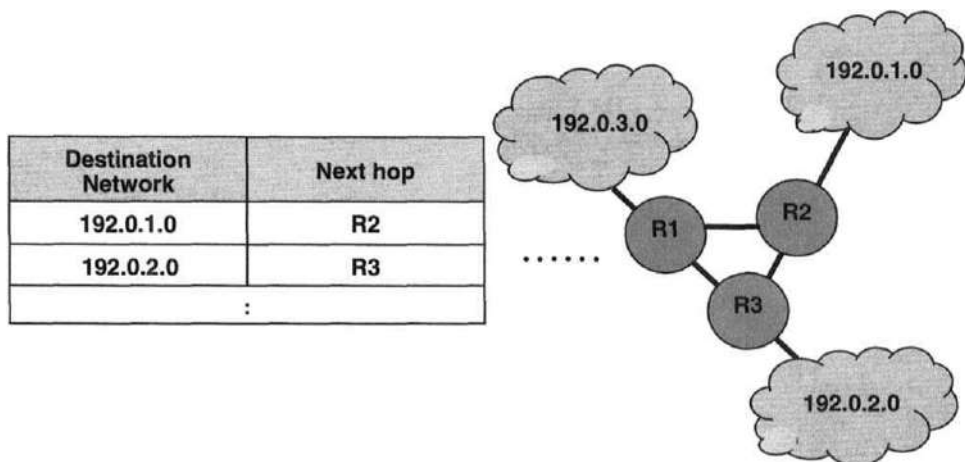 Destination Network
Next hop
192.0.1.0
R2
192.0.2.0
R3
:
......
192.0.3.0
192.0.1.0
R1
R2
R3
192.0.2.0